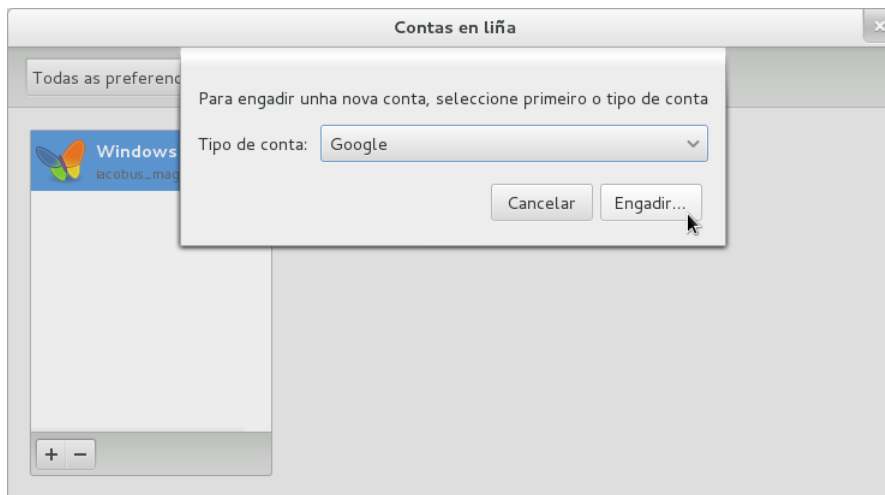 Contas en liña
Todas as preferenc
Para engadir unha nova conta, seleccione primeiro o tipo de conta
Tipo de conta: Google
Windows
iacobus_mag
Cancelar Engadir...